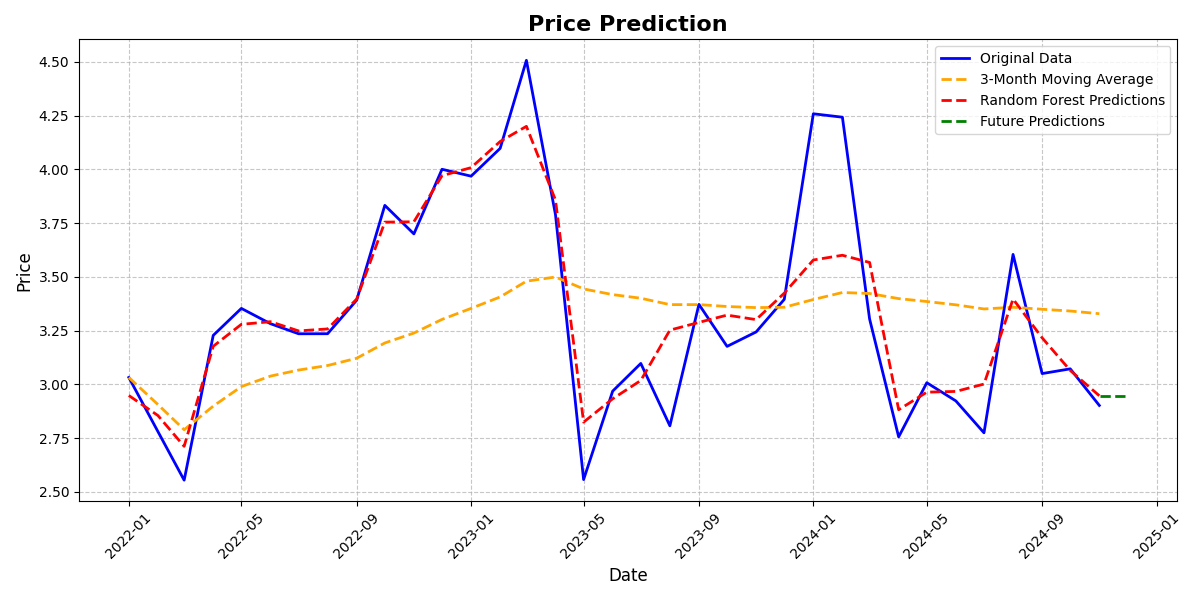 Price Prediction
Original Data
3-Month Moving Average
Random Forest Predictions
Future Predictions
Price
4.50
4.25
4.00
3.75
3.50
3.25
3.00
2.75
2.50
2022-01
2022-05
2022-09
2023-01
2023-05
2023-09
2024-01
2024-05
2024-09
2025-01
Date